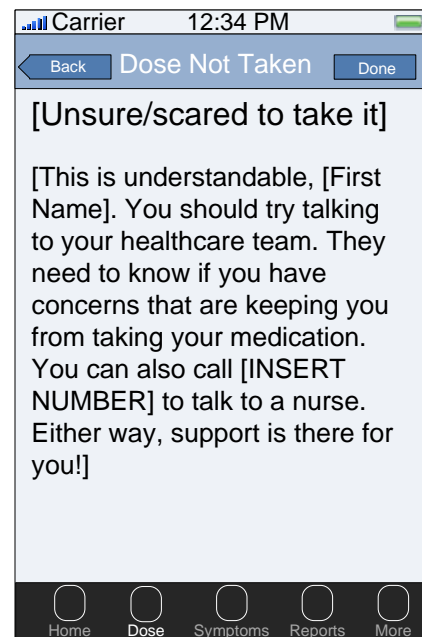 Carrier 12:34 PM
Back Dose Not Taken Done
[Unsure/scared to take it]
[This is understandable, [First
Name]. You should try talking
to your healthcare team. They
need to know if you have
concerns that are keeping you
from taking your medication.
You can also call [INSERT
NUMBER] to talk to a nurse.
Either way, support is there for
you!]
Home Dose Symptoms Reports More